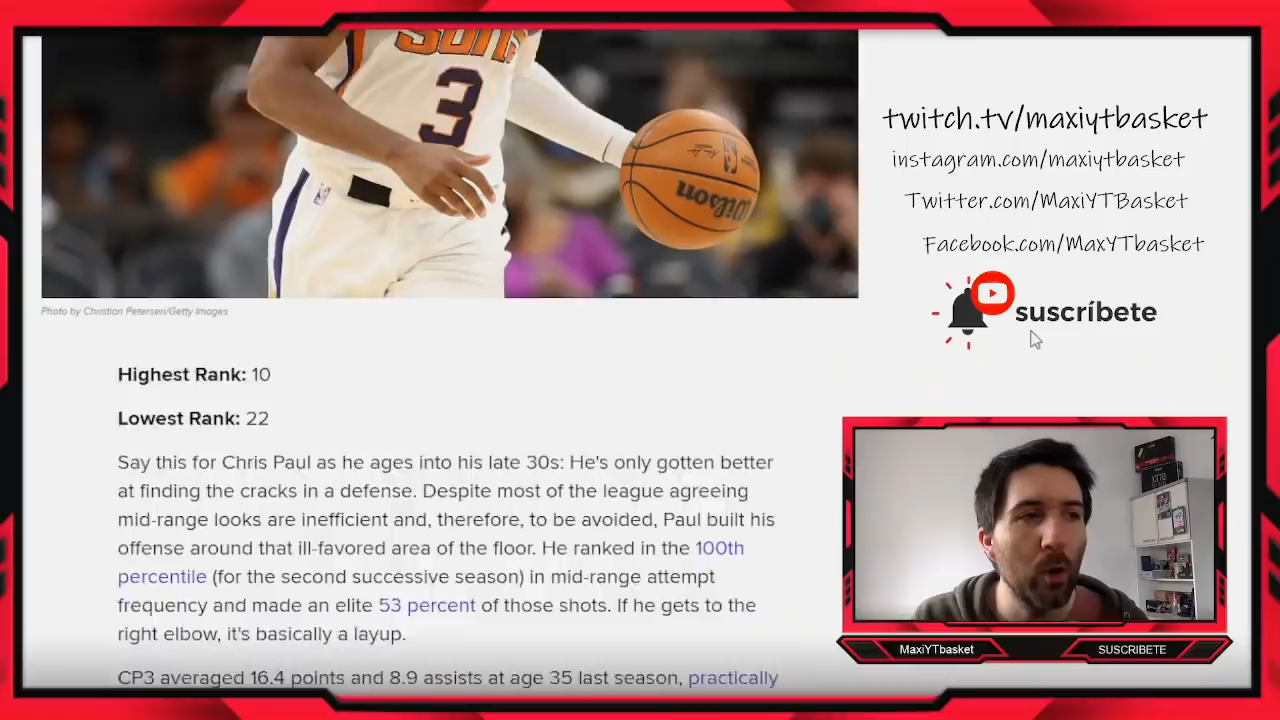 SUNS
3
Wilson
twitch.tv/maxiytbasket
instagram.com/maxiytbasket
Twitter.com/MaxiYTBasket
Facebook.com/MaxYTbasket
suscríbete
Photo by Christian Petersen/Getty Images
Highest Rank: 10
Lowest Rank: 22
Say this for Chris Paul as he ages into his late 30s: He's only gotten better
at finding the cracks in a defense. Despite most of the league agreeing
mid-range looks are inefficient and, therefore, to be avoided, Paul built his
offense around that ill-favored area of the floor. He ranked in the 100th
percentile (for the second successive season) in mid-range attempt
frequency and made an elite 53 percent of those shots. If he gets to the
right elbow, it's basically a layup.
CP3 averaged 16.4 points and 8.9 assists at age 35 last season, practically
MaxiYTbasket
SUSCRIBETE